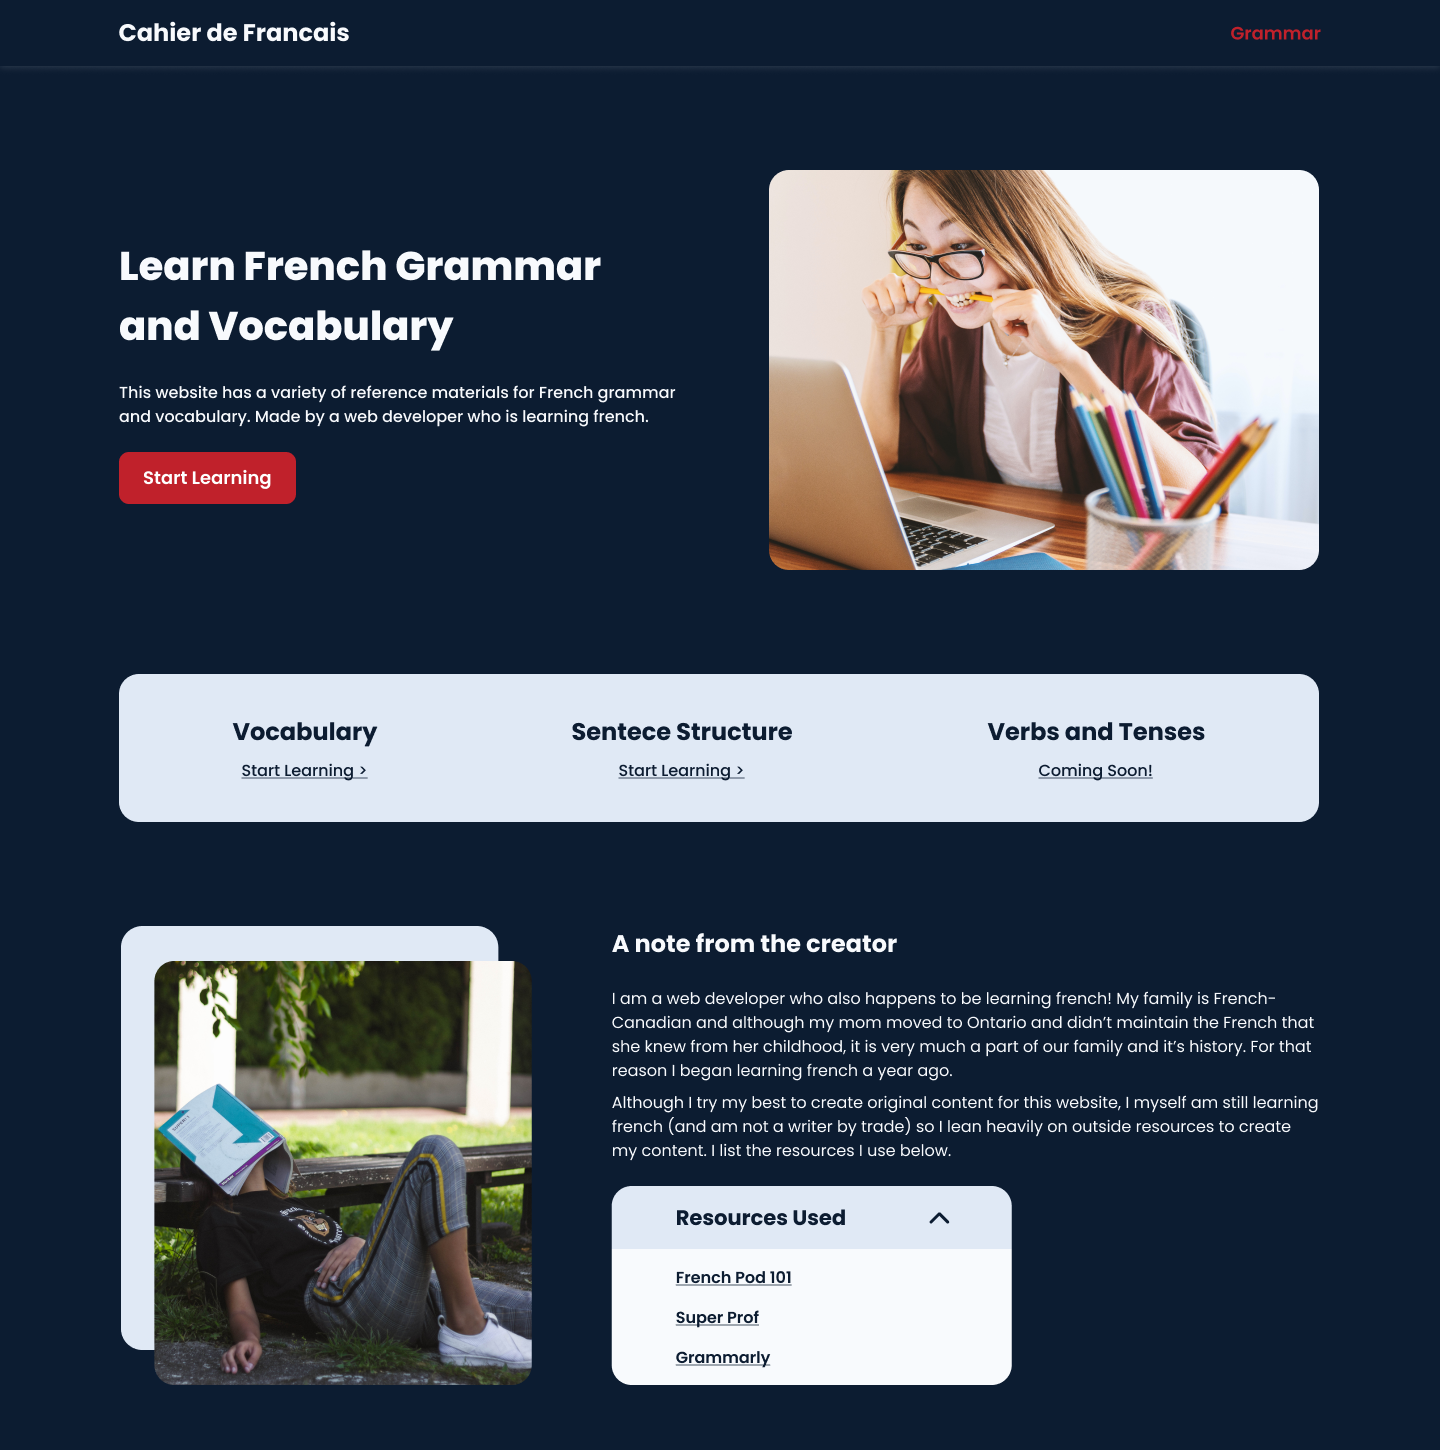 Cahier de Francais
Grammar
Learn French Grammar
and Vocabulary
This website has a variety of reference materials for French grammar
and vocabulary. Made by a web developer who is learning french.
Start Learning
Vocabulary
Start Learning >
Sentece Structure
Start Learning >
Verbs and Tenses
Coming Soon!
A note from the creator
I am a web developer who also happens to be learning french! My family is French-
Canadian and although my mom moved to Ontario and didn’t maintain the French that
she knew from her childhood, it is very much a part of our family and it’s history. For that
reason I began learning french a year ago.
Although I try my best to create original content for this website, I myself am still learning
french (and am not a writer by trade) so I lean heavily on outside resources to create
my content. I list the resources I use below.
Resources Used
French Pod 101
Super Prof
Grammarly